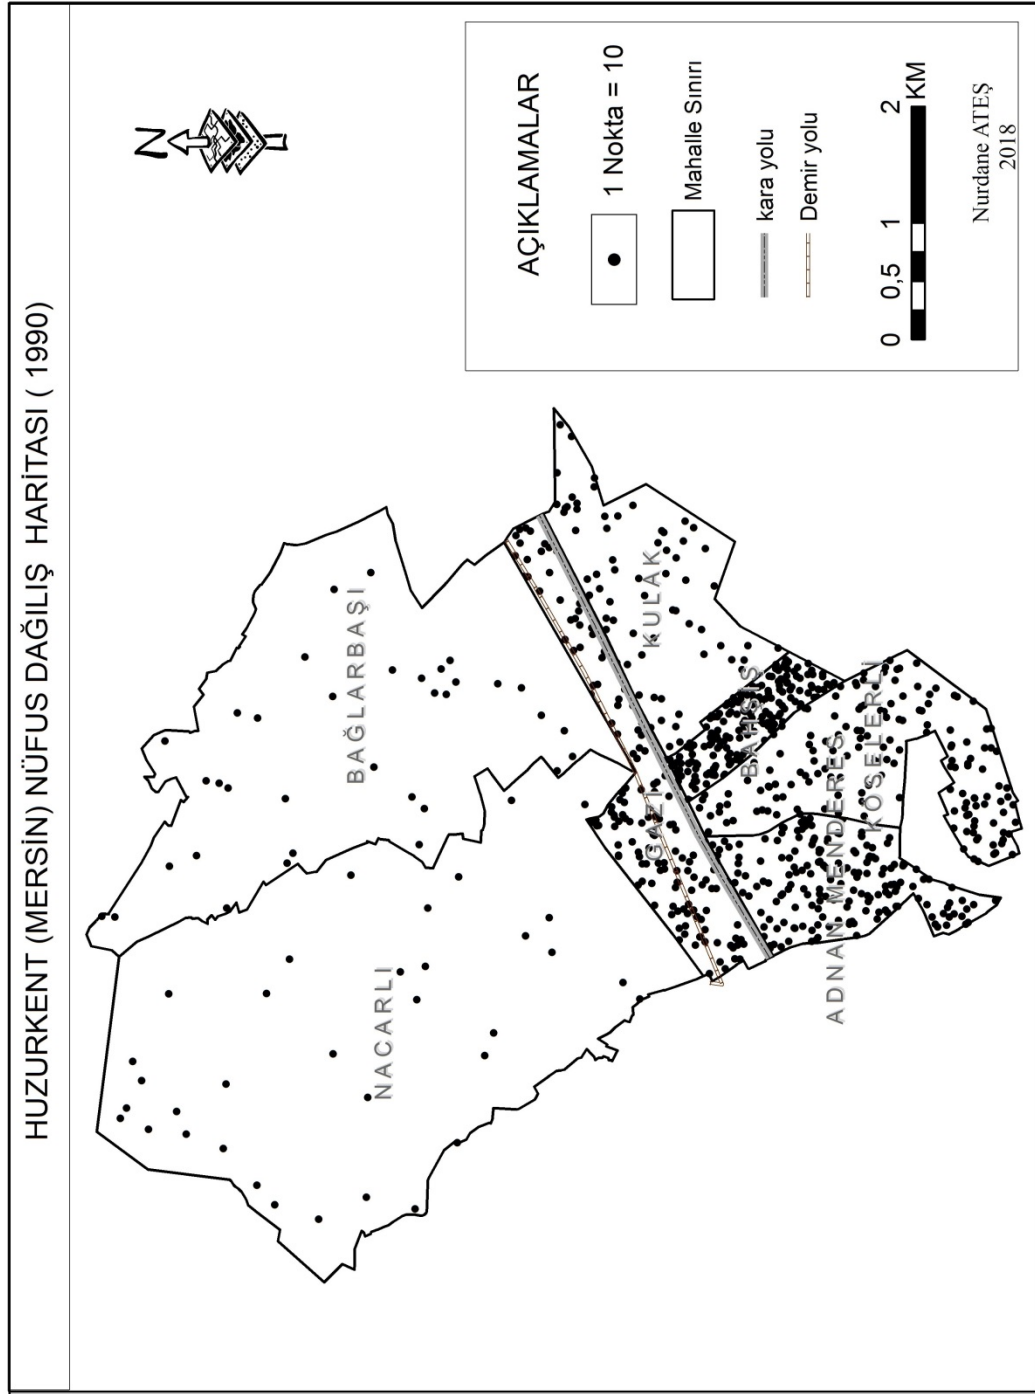 HUZURKENT (MERSİN) NÜFUS DAĞILIŞ HARİTASI ( 1990)
N
BAĞLARBAŞI
NACARLI
GAZİ
KULAK
BAHŞİŞ
ADNAN MENDERES
KÖSELERLİ
AÇIKLAMALAR
1 Nokta = 10
Mahalle Sınırı
kara yolu
Demir yolu
0 0,5 1 2
KM
Nurdane ATEŞ
2018